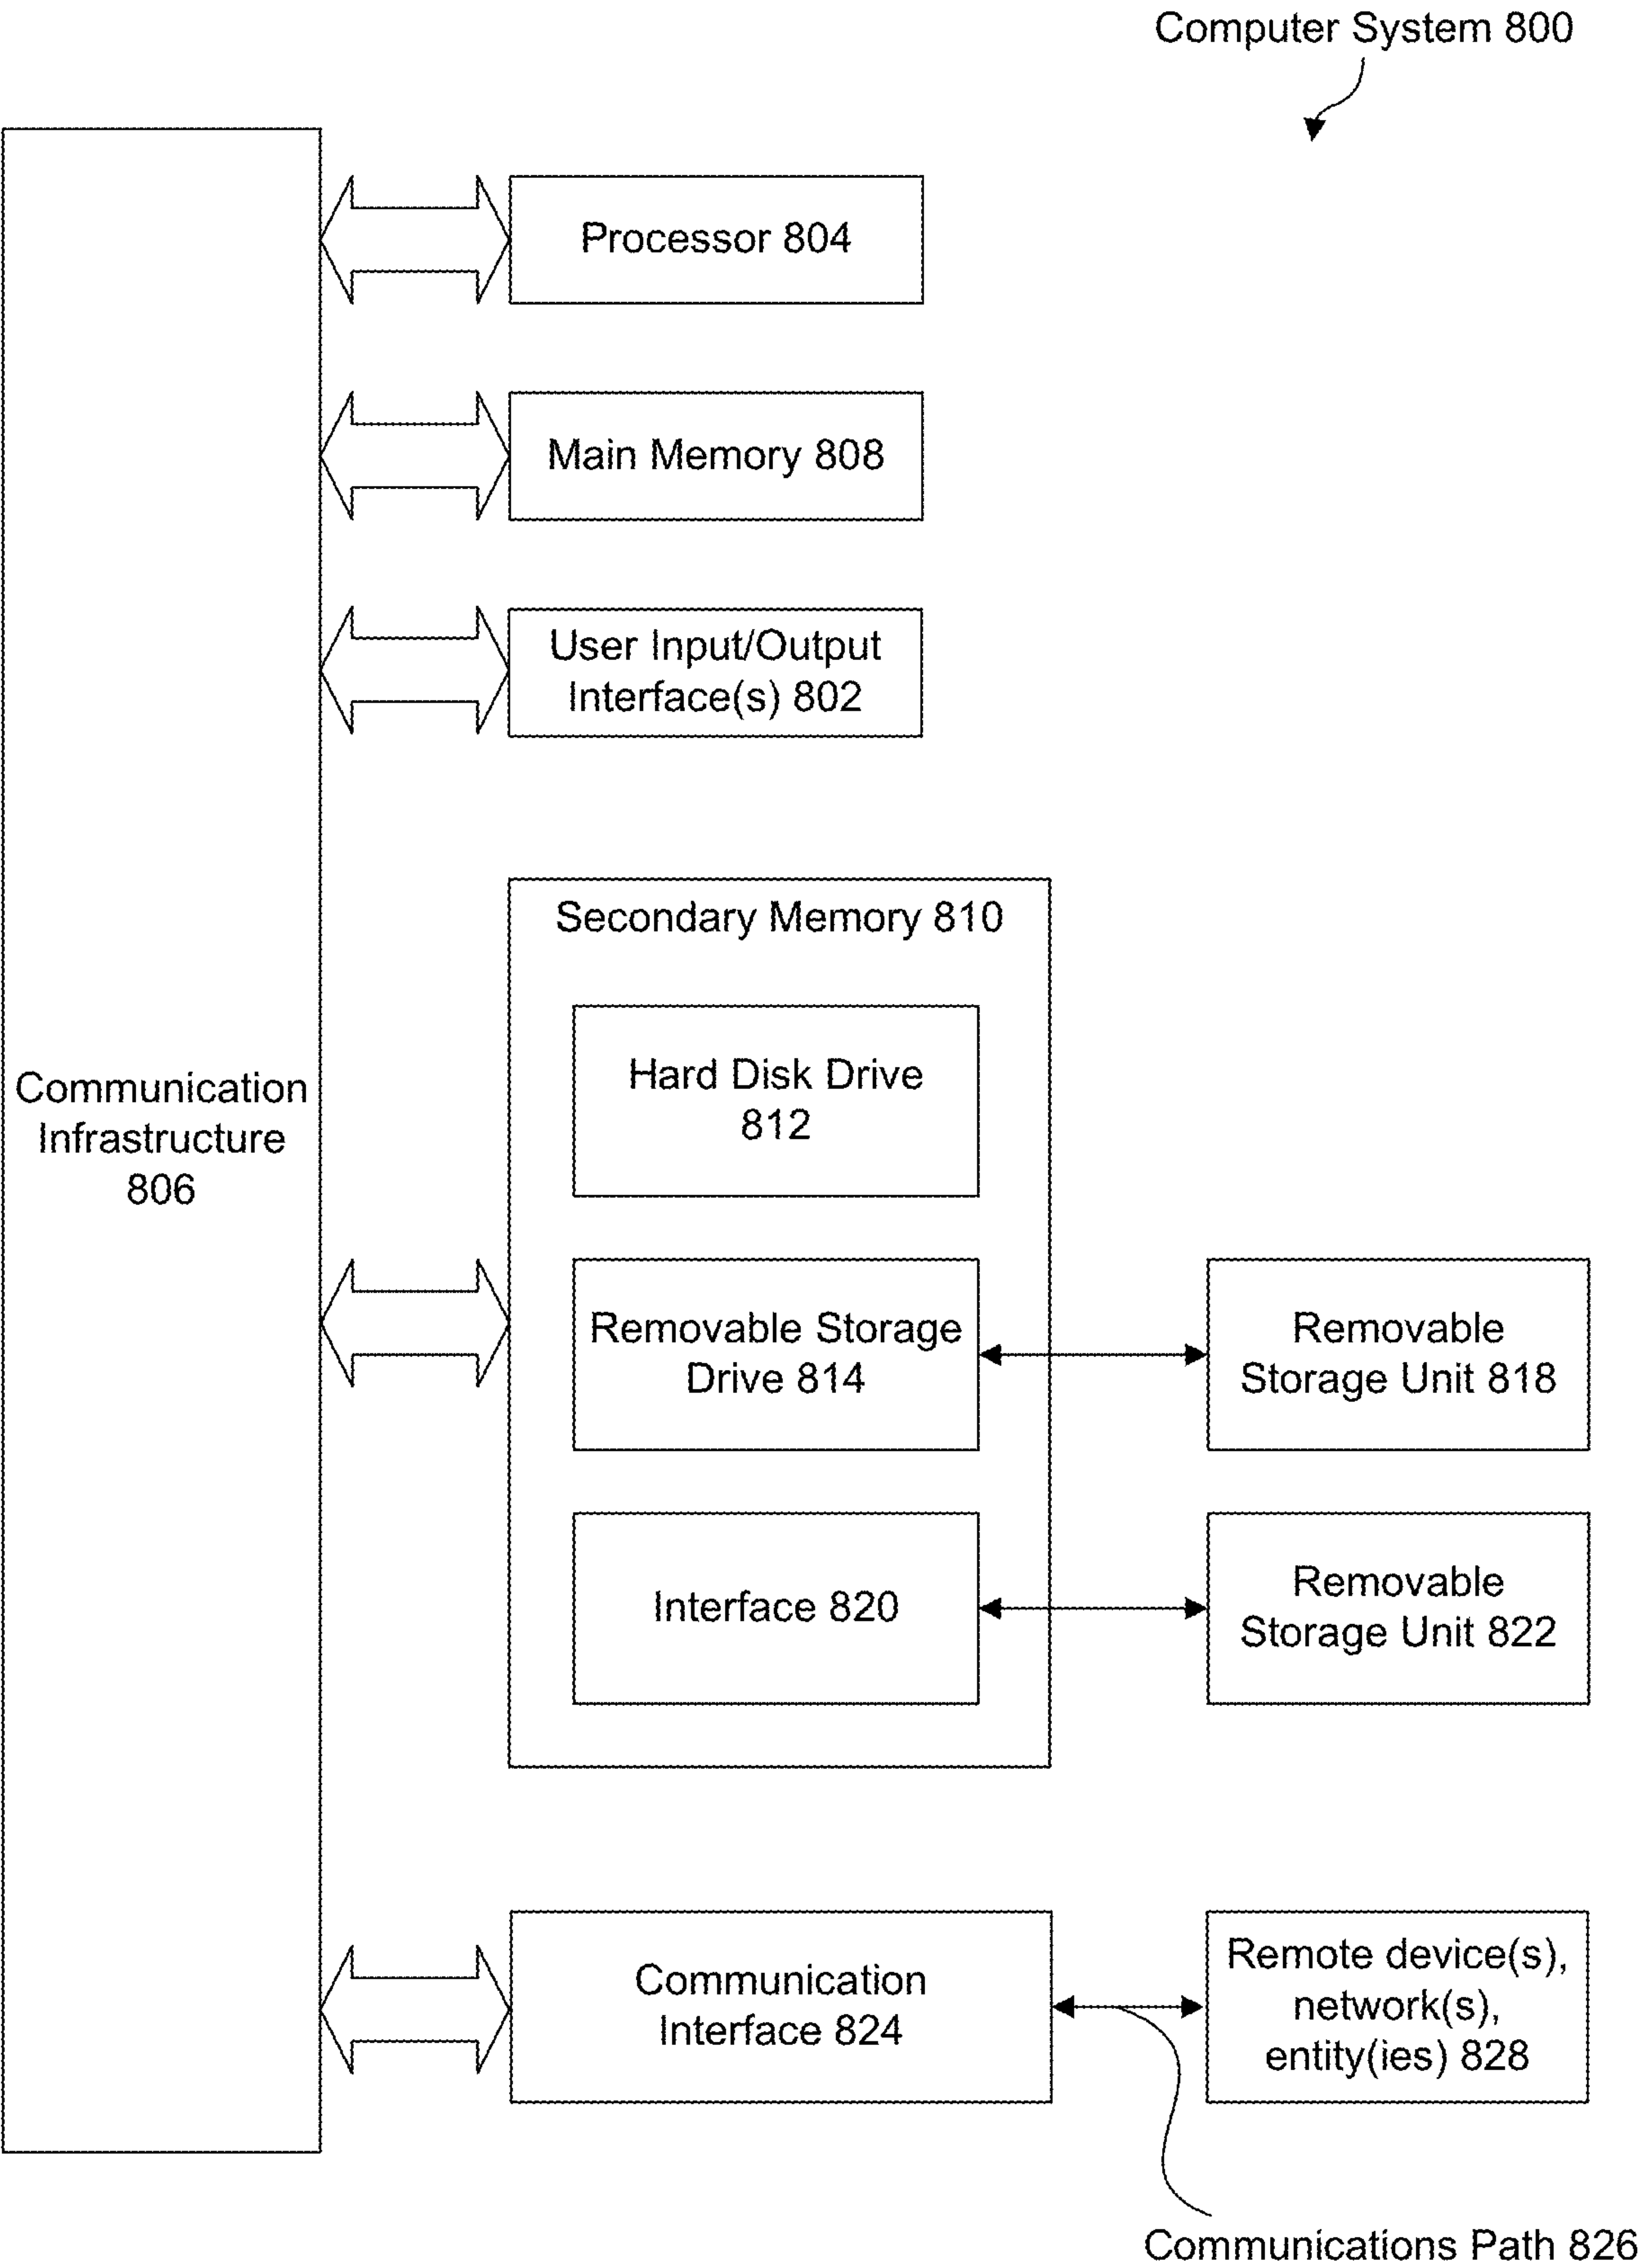 Computer System 800
Processor 804
Main Memory 808
User Input/Output
Interface(s) 802
Secondary Memory 810
Hard Disk Drive
812
Communication
Infrastructure
806
Removable Storage
Drive 814
Removable
Storage Unit 818
Interface 820
Removable
Storage Unit 822
Communication
Interface 824
Remote device(s),
network(s),
entity(ies) 828
Communications Path 826